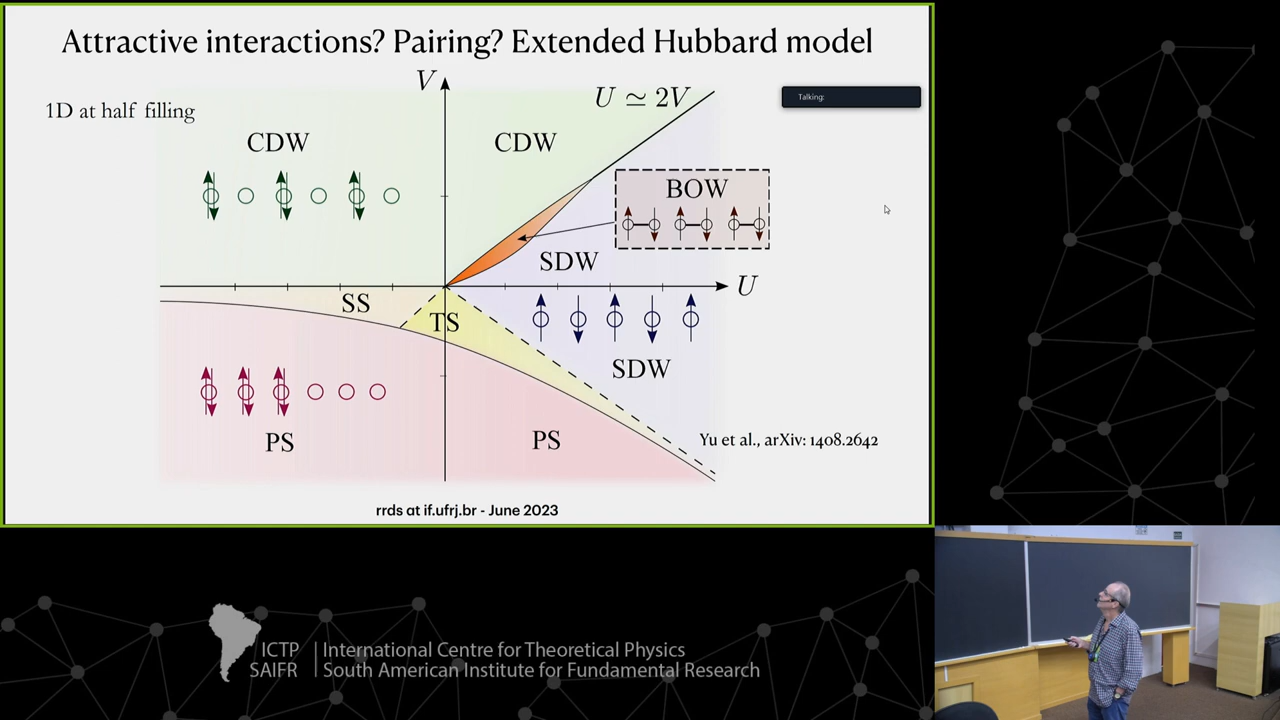 Attractive interactions? Pairing? Extended Hubbard model
1D at half filling
V
U ≃ 2V
Talking:
CDW
CDW
BOW
SDW
U
SS
TS
SDW
PS
PS
Yu et al., arXiv: 1408.2642
rrds at if.ufrj.br - June 2023
ICTP
SAIFR
International Centre for Theoretical Physics
South American Institute for Fundamental Research